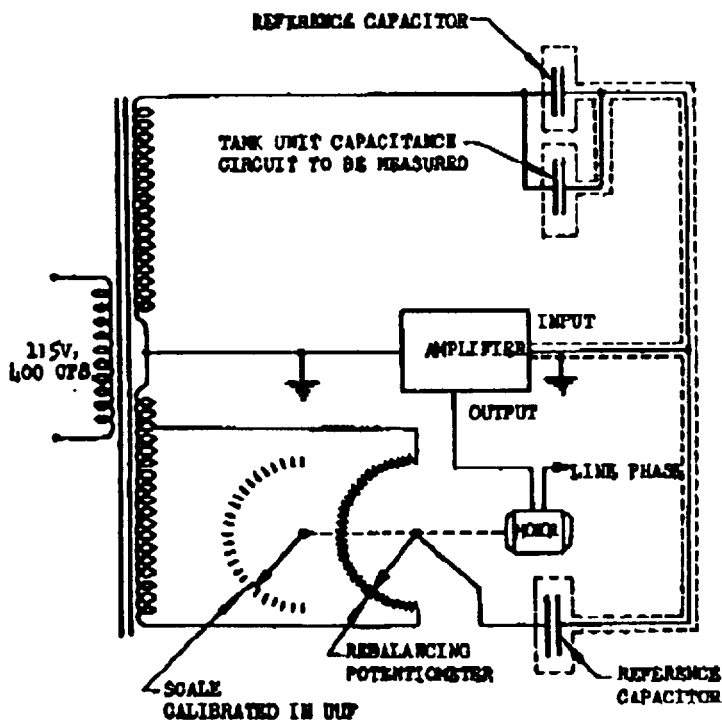 REFERENCE CAPACITOR
TANK UNIT CAPACITANCE
CIRCUIT TO BE MEASURED
115V,
400 CPS
AMPLIFIER
INPUT
OUTPUT
LINE PHASE
MOTOR
REBALANCING
POTENTIOMETER
SCALE
CALIBRATED IN UUF
REFERENCE
CAPACITOR